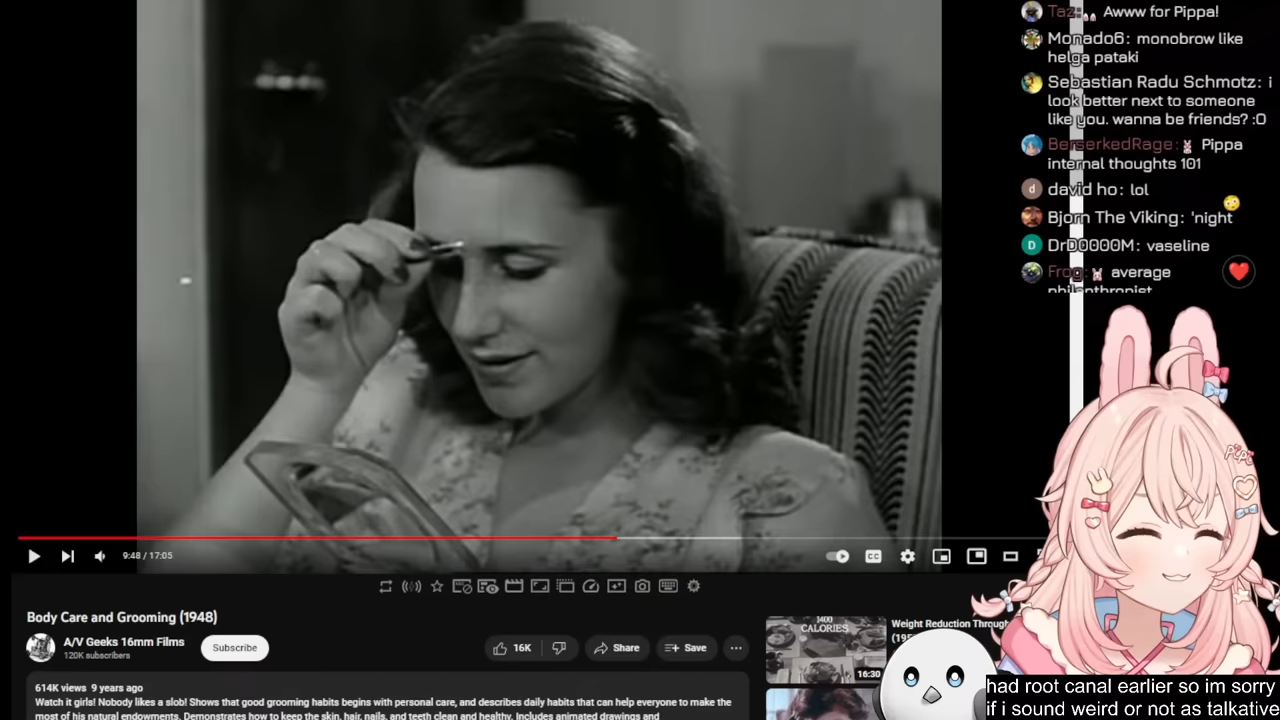 Taz: Awww for Pippa!
Monado6: monobrow like
helga pataki
Sebastian Radu Schmotz: i
look better next to someone
like you. wanna be friends? :O
BerserkedRage: Pippa
internal thoughts 101
david ho: lol
Bjorn The Viking: 'night
DrD0000M: vaseline
Frog: average
philanthropist
9:48 / 17:05
CC
Body Care and Grooming (1948)
A/V Geeks 16mm Films
120K subscribers
Subscribe
16K
Share
Save
1400
CALORIES
16:30
Weight Reduction Through
614K views 9 years ago
Watch it girls! Nobody likes a slob! Shows that good grooming habits begins with personal care, and describes daily habits that can help everyone to make the
most of his natural endowments. Demonstrates how to keep the skin, hair, nails, and teeth clean and healthy. Includes animated drawings and
had root canal earlier so im sorry
if i sound weird or not as talkative